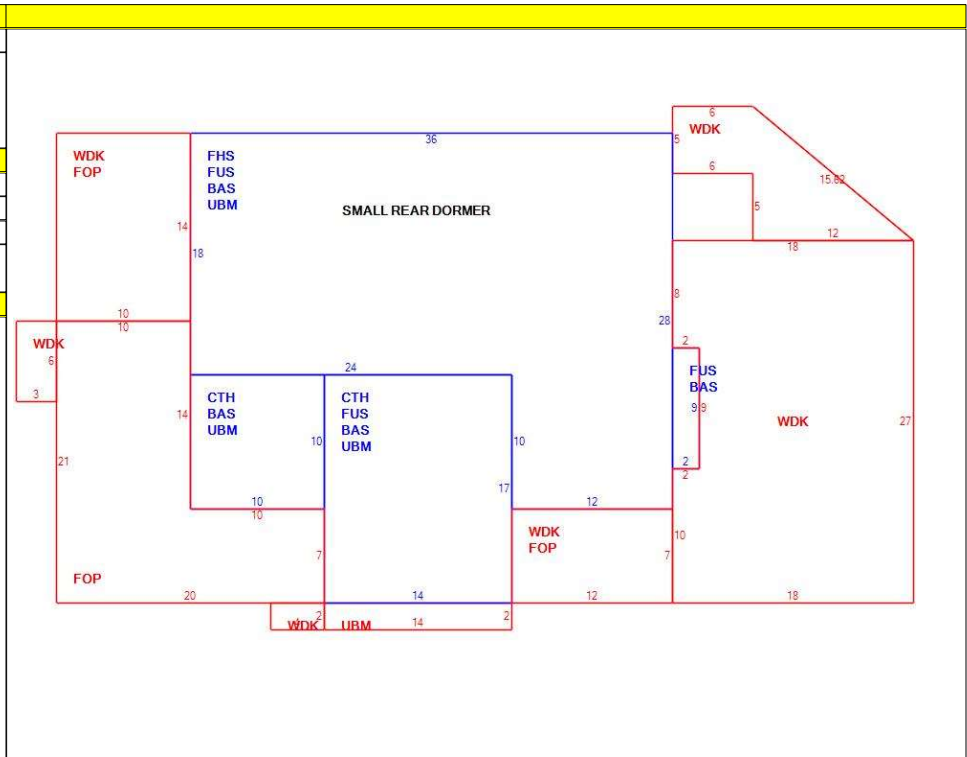 36
6
WDK
5
WDK
FOP
FHS
FUS
BAS
UBM
6
15.62
SMALL REAR DORMER
5
14
12
18
18
8
10
10
28
2
WDK
6
24
FUS
BAS
3
CTH
BAS
UBM
CTH
FUS
BAS
UBM
9
9
14
WDK
27
10
10
21
2
2
17
10
10
12
WDK
FOP
7
7
10
FOP
20
14
12
18
WDK
2
UBM
14
2